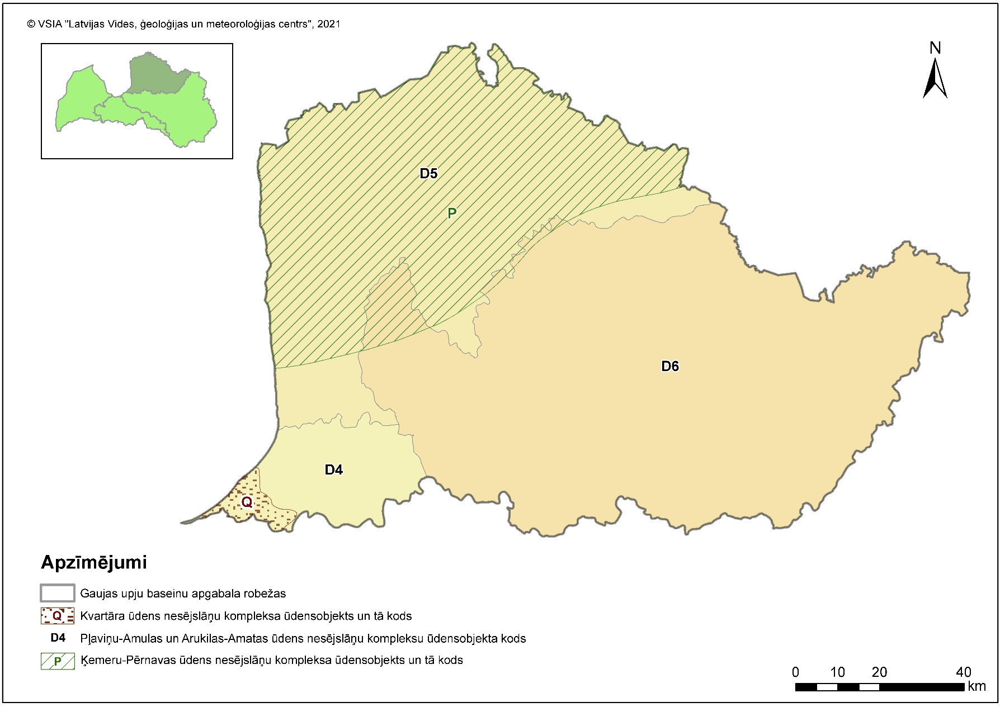 © VSIA "Latvijas Vides, ģeoloģijas un meteoroloģijas centrs", 2021
N
D5
P
D6
D4
Q
Apzīmējumi
Gaujas upju baseinu apgabala robežas
Q Kvartāra ūdens nesējslāņu kompleksa ūdensobjekts un tā kods
D4 Pļaviņu-Amulas un Arukilas-Amatas ūdens nesējslāņu kompleksu ūdensobjekta kods
P Ķemeru-Pērnavas ūdens nesējslāņu kompleksa ūdensobjekts un tā kods
0 10 20 40
km